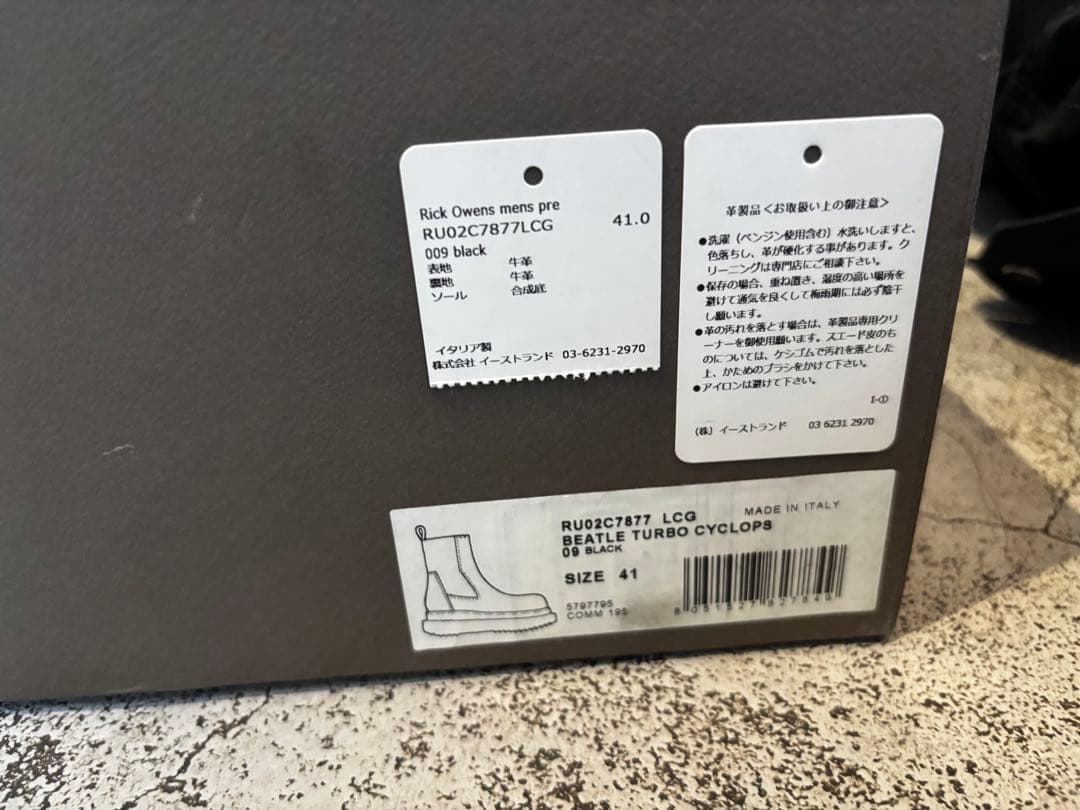 Rick Owens mens pre
RU02C7877LCG 41.0
009 black
表地 牛革
裏地 牛革
ソール 合成底
イタリア製
株式会社 イーストランド 03-6231-2970
革製品<お取扱い上の御注意>
●洗濯(ベンジン使用含む)水洗いしますと、
色落ちし、革が硬化する事があります。ク
リーニングは専門店にご相談下さい。
●保存の場合、重ね置き、湿度の高い場所を
避けて通気を良くして梅雨期には必ず陰干
し願います。
●革の汚れを落とす場合は、革製品専用クリ
ーナーを御使用願います。スエード皮のも
のについては、ケシゴムで汚れを落とした
上、かためのブラシをかけて下さい。
●アイロンは避けて下さい。
I-①
(株)イーストランド 03 6231 2970
RU02C7877 LCG MADE IN ITALY
BEATLE TURBO CYCLOPS
09 BLACK
SIZE 41
5797795
COMM 195